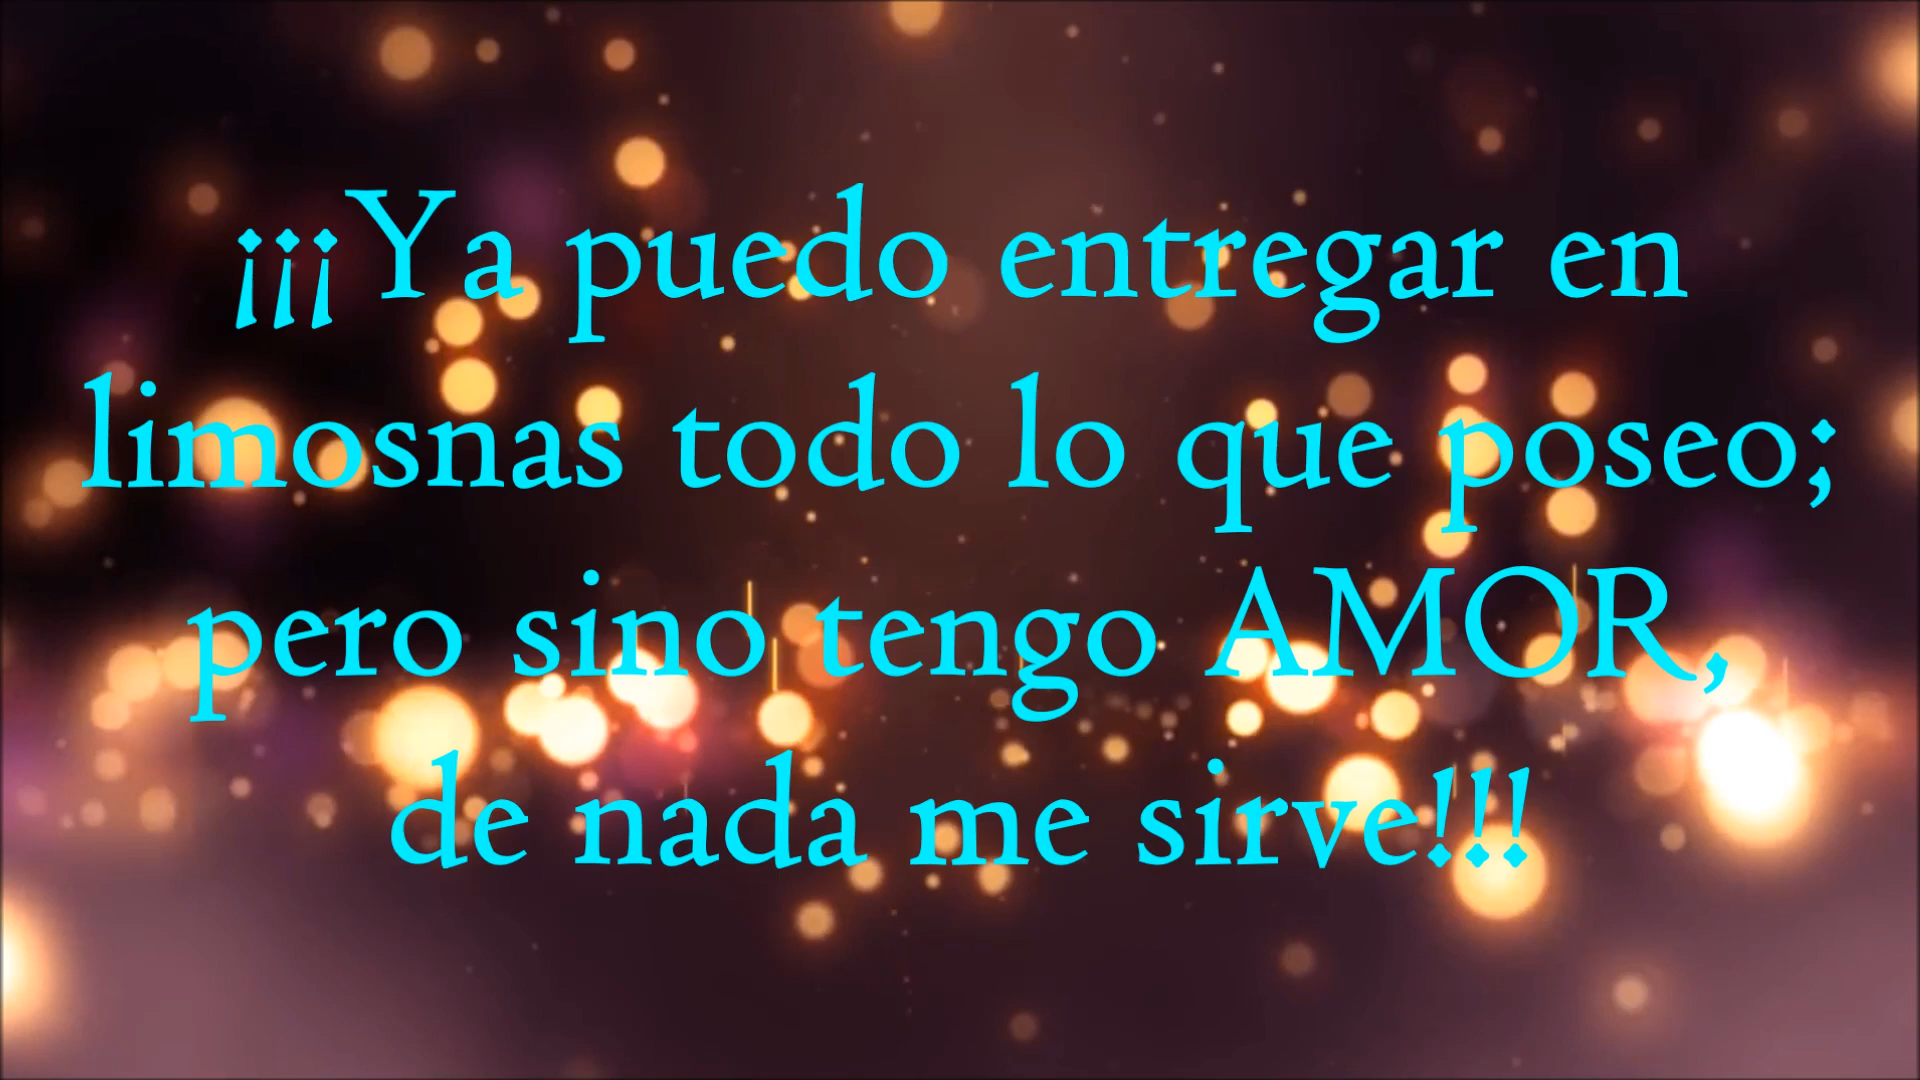 ¡¡¡Ya puedo entregar en
limosnas todo lo que poseo;
pero sino tengo AMOR,
de nada me sirve!!!